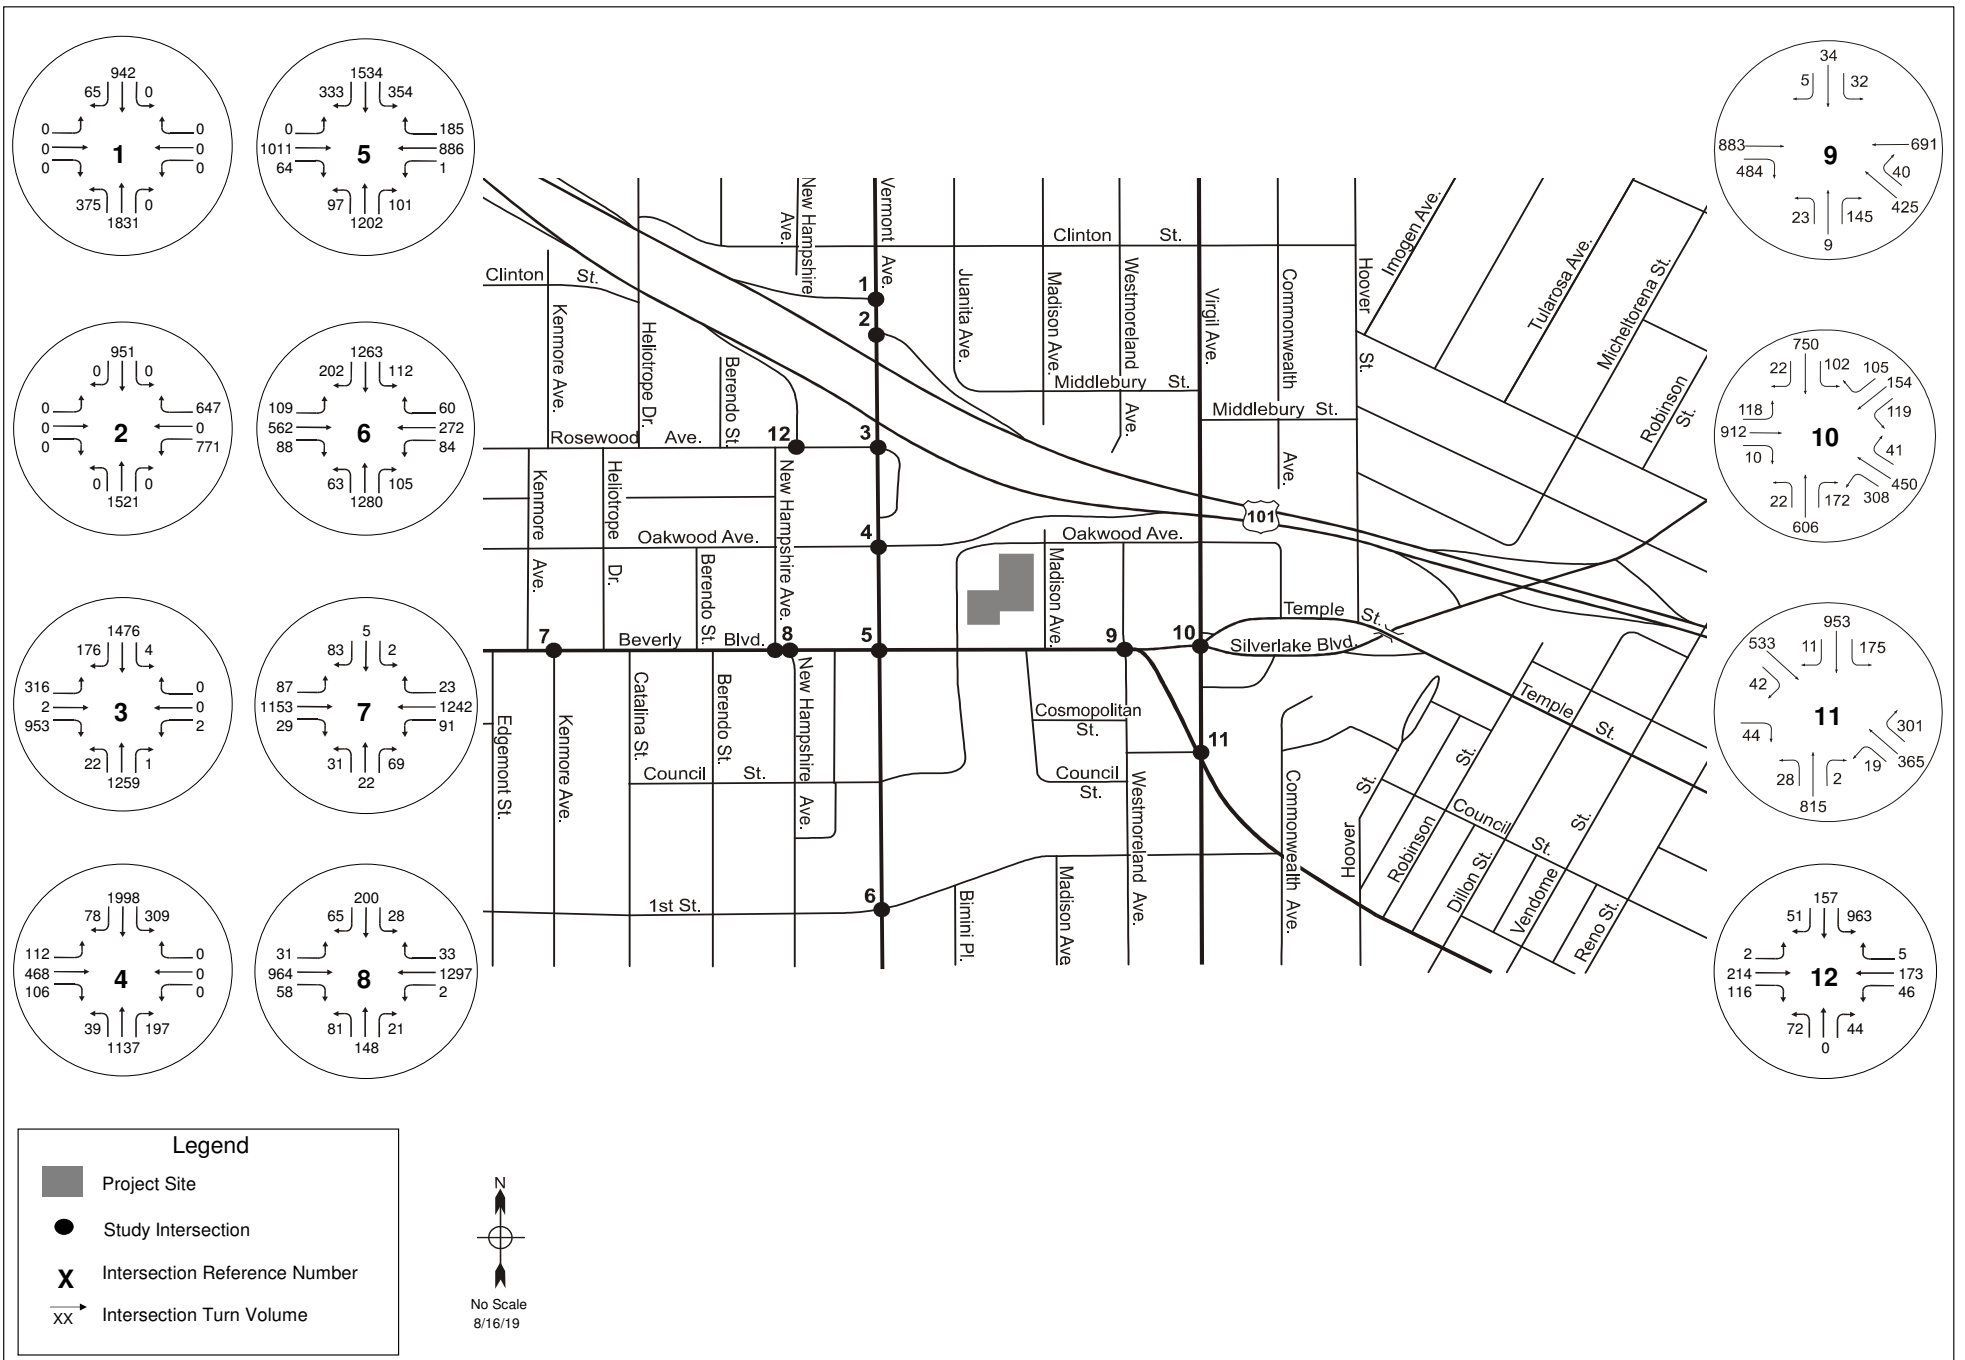 942
65 0
0 0
0 1 0
0 0
375 0
1831
1534
333 354
0 185
1011 5 886
64 1
97 101
1202
951
0 0
0 647
0 2 0
0 771
0 0
1521
1263
202 112
109 60
562 6 272
88 84
63 105
1280
1476
176 4
316 0
2 3 0
953 2
22 1
1259
5
83 2
87 23
1153 7 1242
29 91
31 69
22
1998
78 309
112 0
468 4 0
106 0
39 197
1137
200
65 28
31 33
964 8 1297
58 2
81 21
148
New Hampshire
Ave.
Vermont Ave.
Clinton St.
Clinton St.
Kenmore Ave.
Heliotrope Dr.
Berendo St.
Juanita Ave.
Madison Ave.
Westmoreland Ave.
Virgil Ave.
Commonwealth Ave.
Hoover St.
Imogen Ave.
Tularosa Ave.
Micheltorena St.
Robinson St.
1
2
Middlebury St.
Middlebury St.
Rosewood Ave.
12
3
101
Kenmore Ave.
Heliotrope Dr.
New Hampshire Ave.
Oakwood Ave.
4
Oakwood Ave.
Berendo St.
Madison Ave.
Temple St.
Beverly Blvd.
7
8
5
9
10
Silverlake Blvd.
Edgemont St.
Kenmore Ave.
Catalina St.
Berendo St.
New Hampshire Ave.
Cosmopolitan
St.
11
Temple St.
Council St.
Council
St.
Westmoreland Ave.
Commonwealth Ave.
Hoover St.
Robinson St.
Council St.
Dillon St.
Vendome St.
Reno St.
1st St.
6
Bimini Pl.
Madison Ave
34
5 32
883 691
9
484 40
425
23 145
9
750
22 102 105
154
118 119
912 10
10 41
450
22 172 308
606
953
533 11 175
42
11
44 301
365
28 2 19
815
157
51 963
2 5
214 12 173
116 46
72 44
0
Legend
Project Site
Study Intersection
X Intersection Reference Number
XX Intersection Turn Volume
N
No Scale
8/16/19